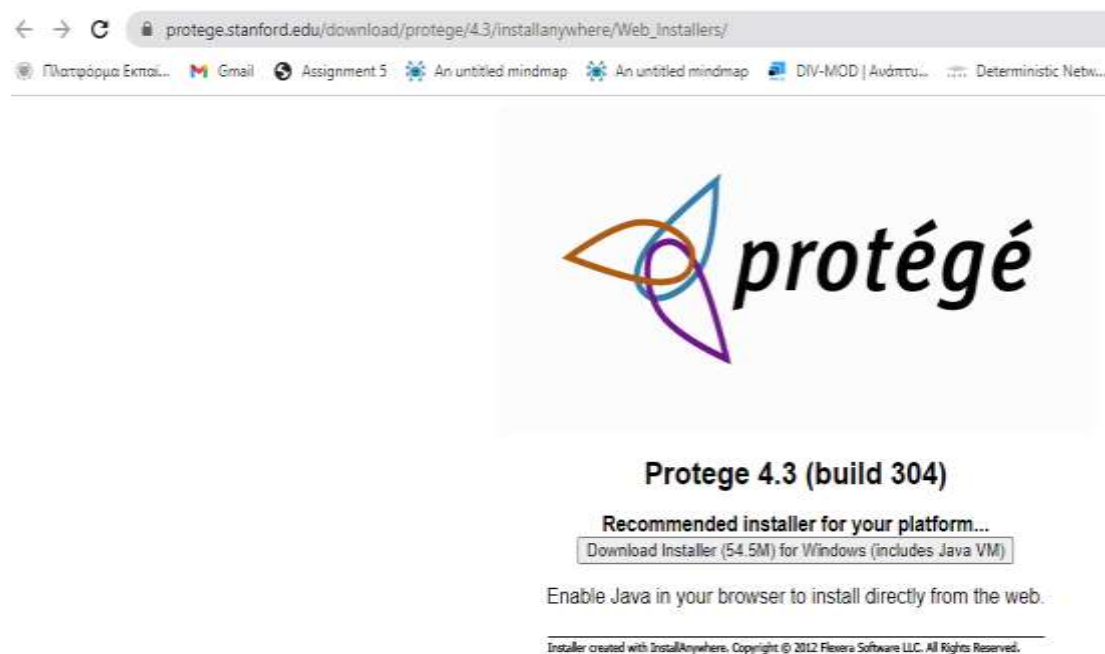 protege.stanford.edu/download/protege/4.3/installanywhere/Web_Installers/
Πλατφόρμα Εκπαί... Gmail Assignment 5 An untitled mindmap An untitled mindmap DIV-MOD | Ανάπτυ... Deterministic Netw...
protégé
Protege 4.3 (build 304)
Recommended installer for your platform...
Download Installer (54.5M) for Windows (includes Java VM)
Enable Java in your browser to install directly from the web.
Installer created with InstallAnywhere. Copyright © 2012 Flexera Software LLC. All Rights Reserved.